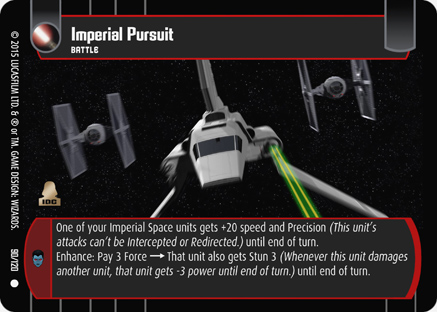 Imperial Pursuit
BATTLE
IDC
One of your Imperial Space units gets +20 speed and Precision (This unit's
attacks can't be Intercepted or Redirected.) until end of turn.
Enhance: Pay 3 Force → That unit also gets Stun 3 (Whenever this unit damages
another unit, that unit gets -3 power until end of turn.) until end of turn.
© 2015 LUCASFILM LTD. & ® or TM. GAME DESIGN: WIZARDS.